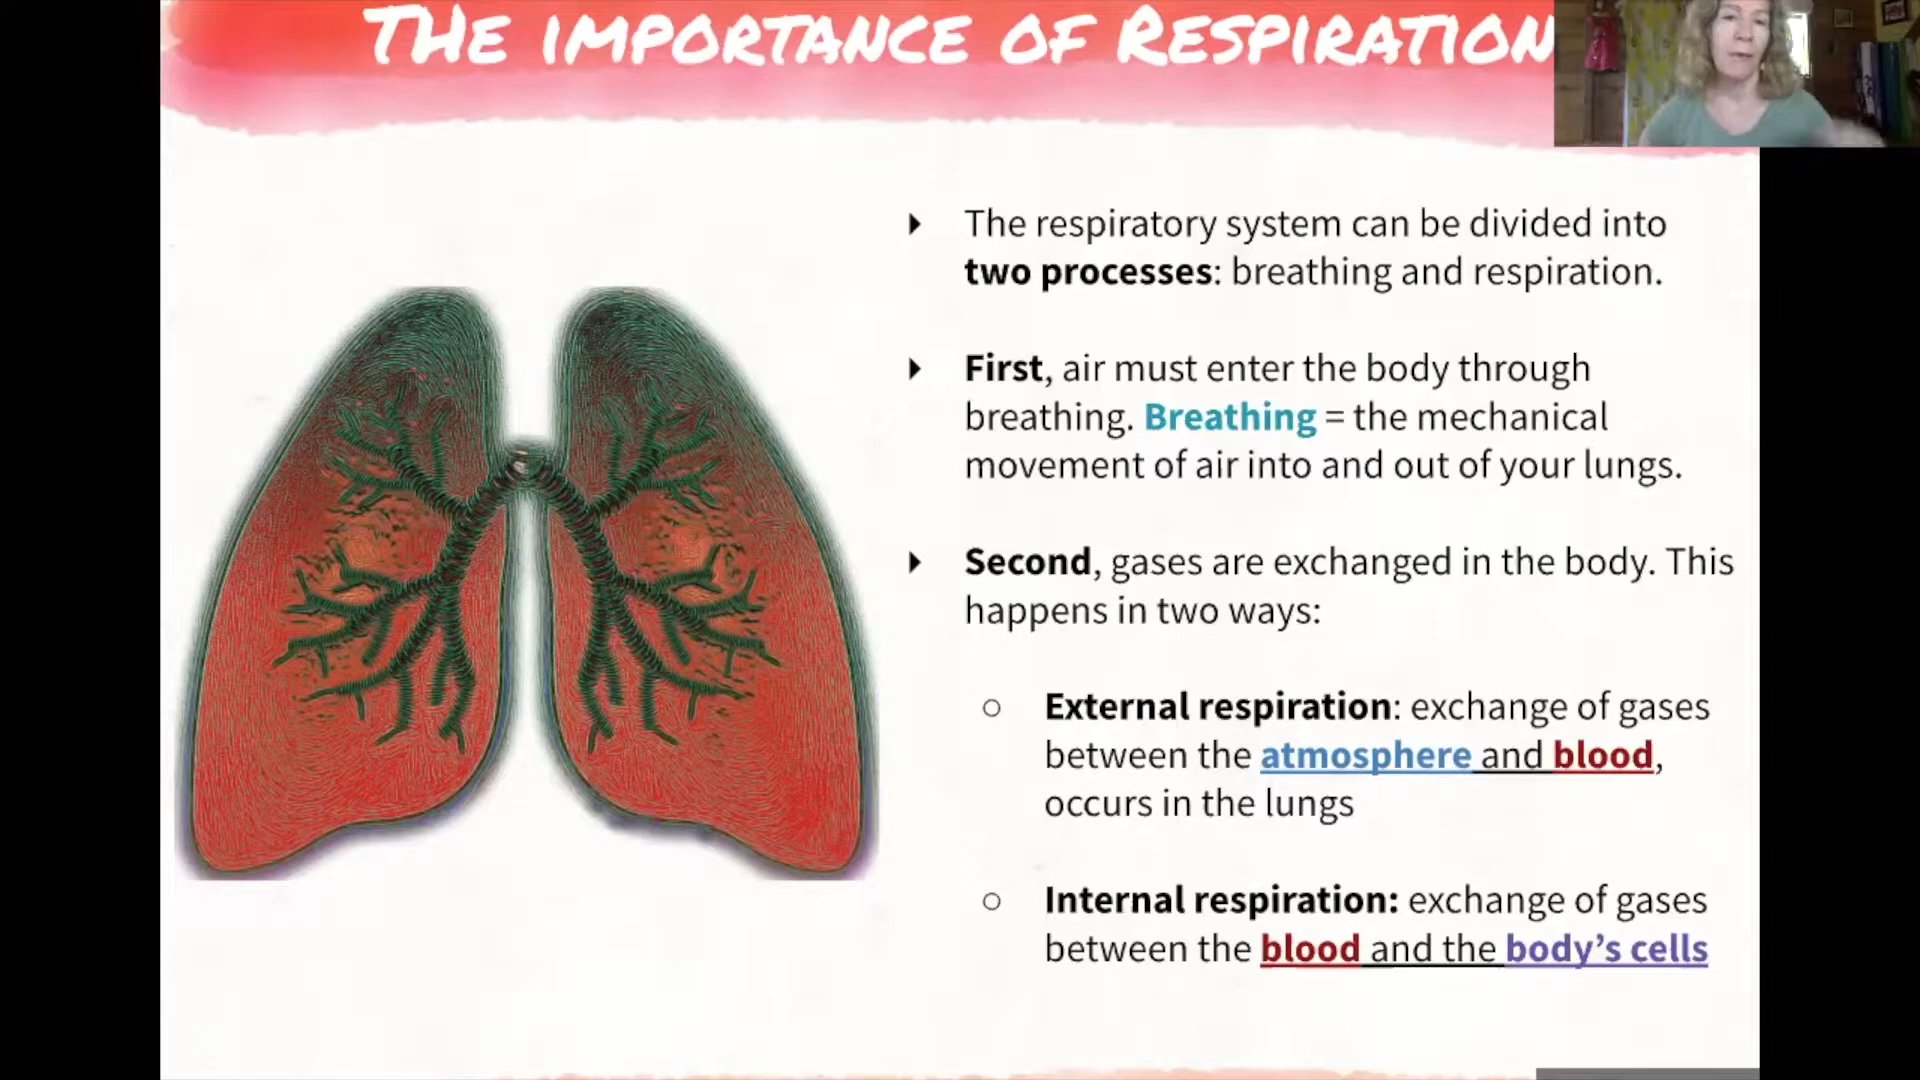 THE IMPORTANCE OF RESPIRATION
The respiratory system can be divided into
two processes: breathing and respiration.
First, air must enter the body through
breathing. Breathing = the mechanical
movement of air into and out of your lungs.
Second, gases are exchanged in the body. This
happens in two ways:
External respiration: exchange of gases
between the atmosphere and blood,
occurs in the lungs
Internal respiration: exchange of gases
between the blood and the body’s cells